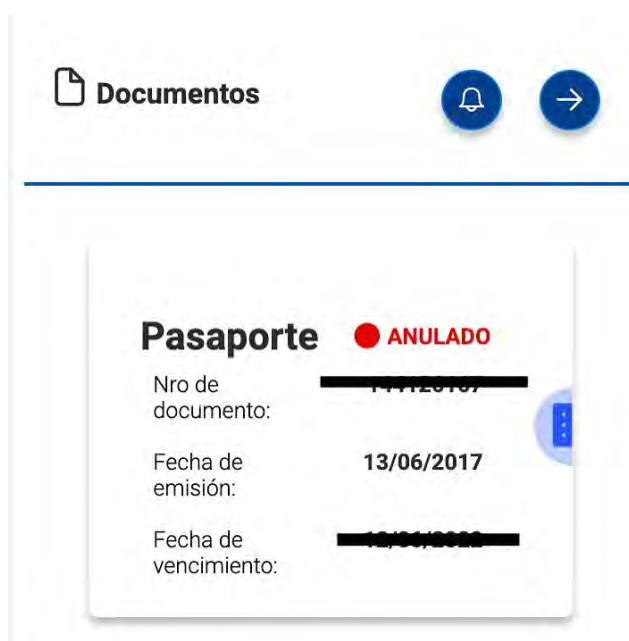 Documentos
Pasaporte ANULADO
Nro de
documento:
Fecha de 13/06/2017
emisión:
Fecha de
vencimiento: